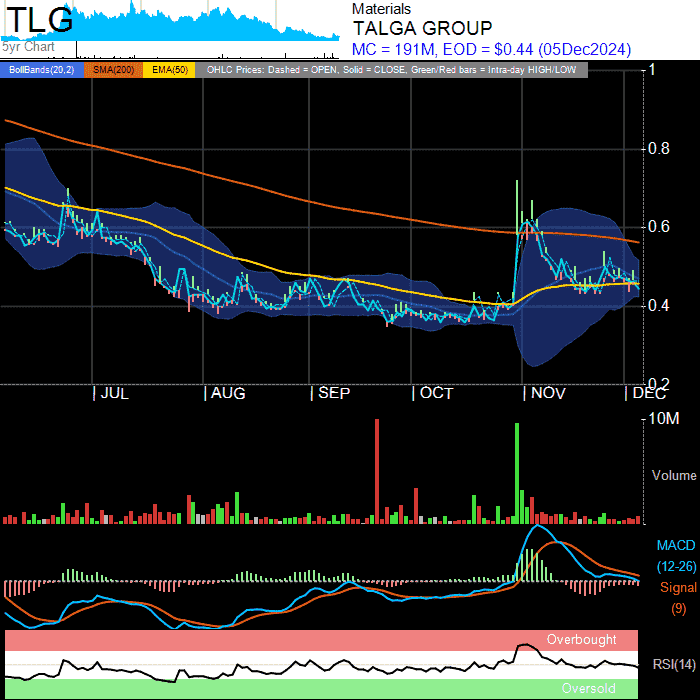 TLG
5yr Chart
Materials
TALGA GROUP
MC = 191M, EOD = $0.44 (05Dec2024)
BollBands(20,2) SMA(200) EMA(50) OHLC Prices: Dashed = OPEN, Solid = CLOSE, Green/Red bars = Intra-day HIGH/LOW
1
0.8
0.6
0.4
0.2
JUL AUG SEP OCT NOV DEC
10M
Volume
MACD
(12-26)
Signal
(9)
Overbought
RSI(14)
Oversold